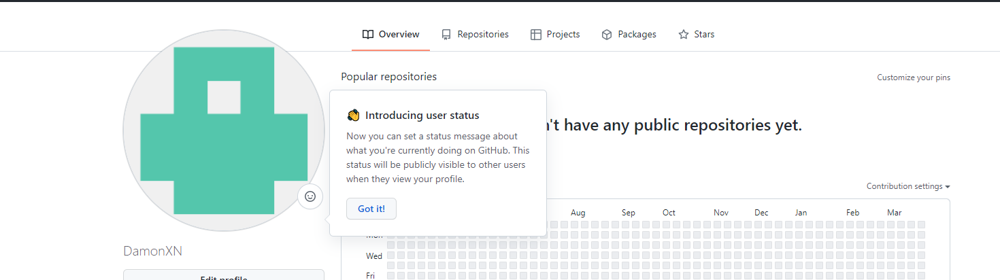 Overview
Repositories
Projects
Packages
Stars
Popular repositories
Customize your pins
Introducing user status
Now you can set a status message about
what you're currently doing on GitHub. This
status will be publicly visible to other users
when they view your profile.
Got it!
have any public repositories yet.
Contribution settings
Aug Sep Oct Nov Dec Jan Feb Mar
Mon
Wed
Fri
DamonXN
Edit profile